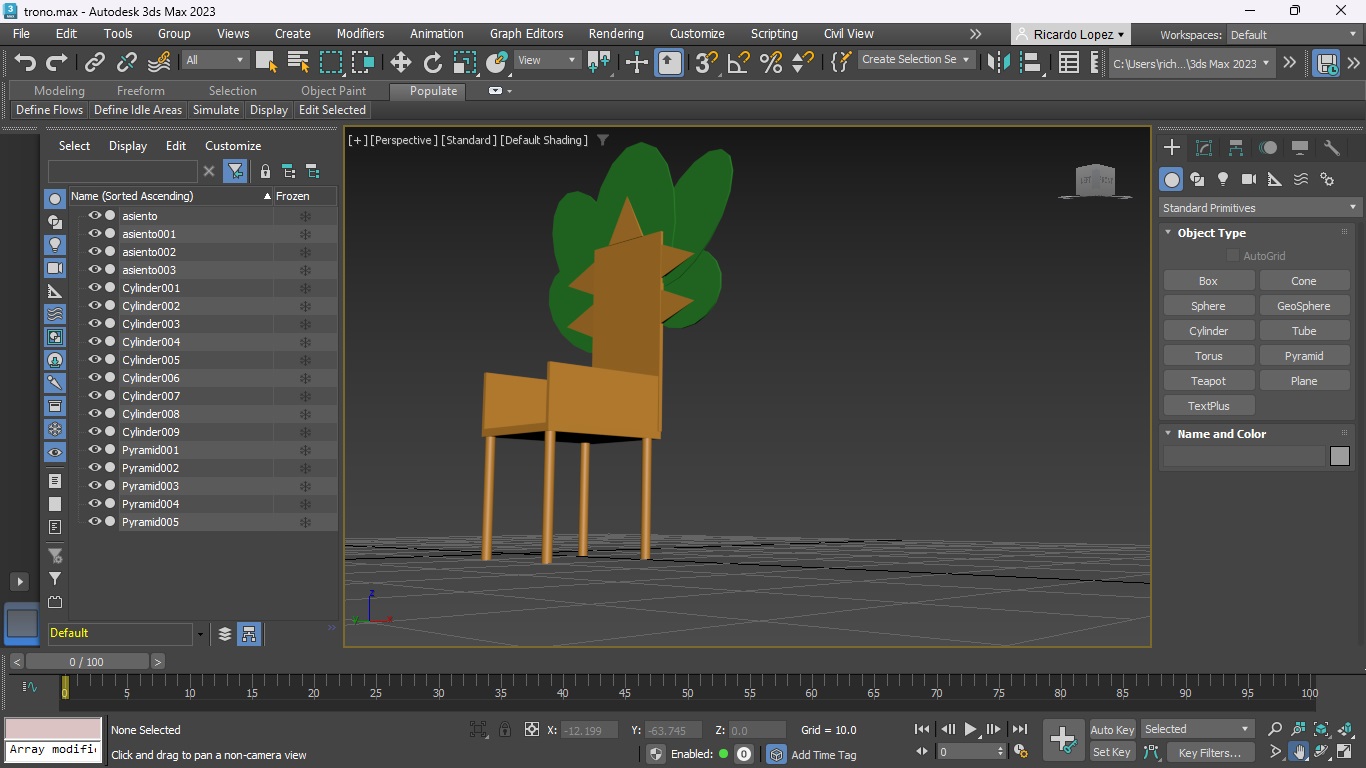 trono.max - Autodesk 3ds Max 2023
File Edit Tools Group Views Create Modifiers Animation Graph Editors Rendering Customize Scripting Civil View Ricardo Lopez Workspaces: Default
All View Create Selection Se C:\Users\rich...\3ds Max 2023
Modeling Freeform Selection Object Paint Populate
Define Flows Define Idle Areas Simulate Display Edit Selected
Select Display Edit Customize
[+] [Perspective] [Standard] [Default Shading]
Name (Sorted Ascending) Frozen
asiento
asiento001
asiento002
asiento003
Cylinder001
Cylinder002
Cylinder003
Cylinder004
Cylinder005
Cylinder006
Cylinder007
Cylinder008
Cylinder009
Pyramid001
Pyramid002
Pyramid003
Pyramid004
Pyramid005
Default
z
x
Standard Primitives
Object Type
AutoGrid
Box Cone
Sphere GeoSphere
Cylinder Tube
Torus Pyramid
Teapot Plane
TextPlus
Name and Color
< 0 / 100 >
0 5 10 15 20 25 30 35 40 45 50 55 60 65 70 75 80 85 90 95 100
None Selected X: -12.199 Y: -63.745 Z: 0.0 Grid = 10.0 Auto Key Selected
Array modifi Click and drag to pan a non-camera view Enabled: 0 Add Time Tag 0 Set Key Key Filters...